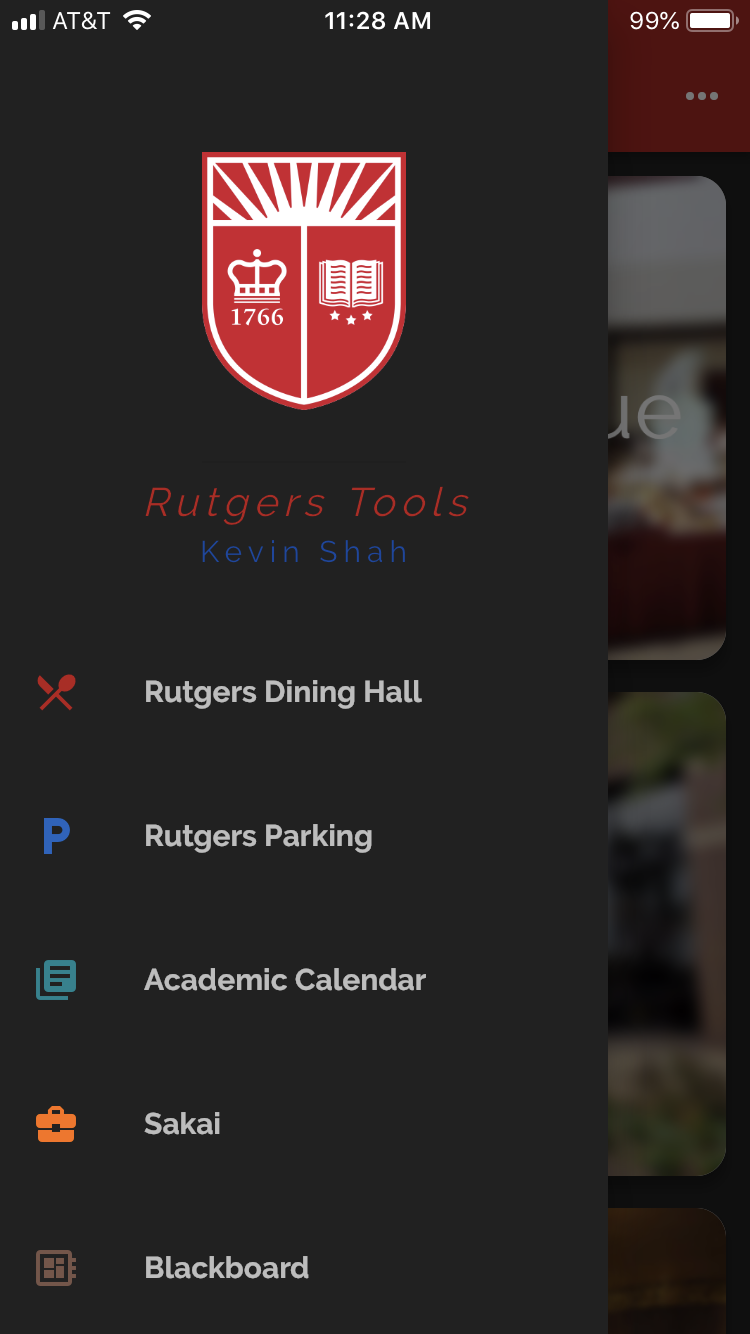 AT&T 11:28 AM 99%
1766
Rutgers Tools
Kevin Shah
Rutgers Dining Hall
Rutgers Parking
Academic Calendar
Sakai
Blackboard